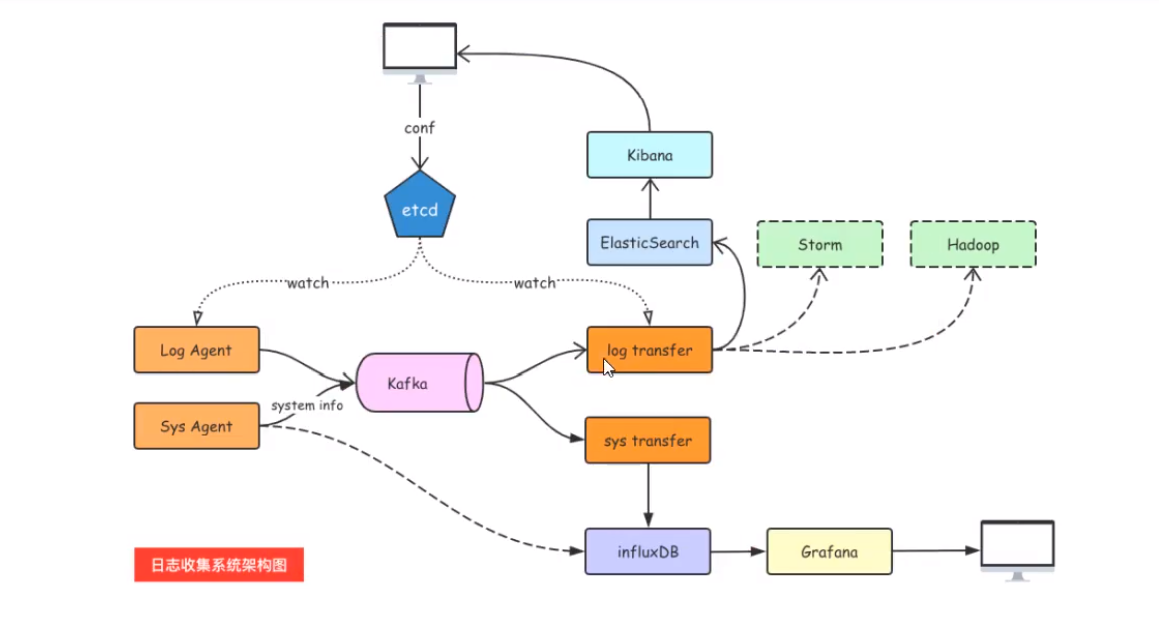 conf
Kibana
etcd
ElasticSearch
Storm
Hadoop
watch
watch
Log Agent
log transfer
Kafka
system info
Sys Agent
sys transfer
influxDB
Grafana
日志收集系统架构图